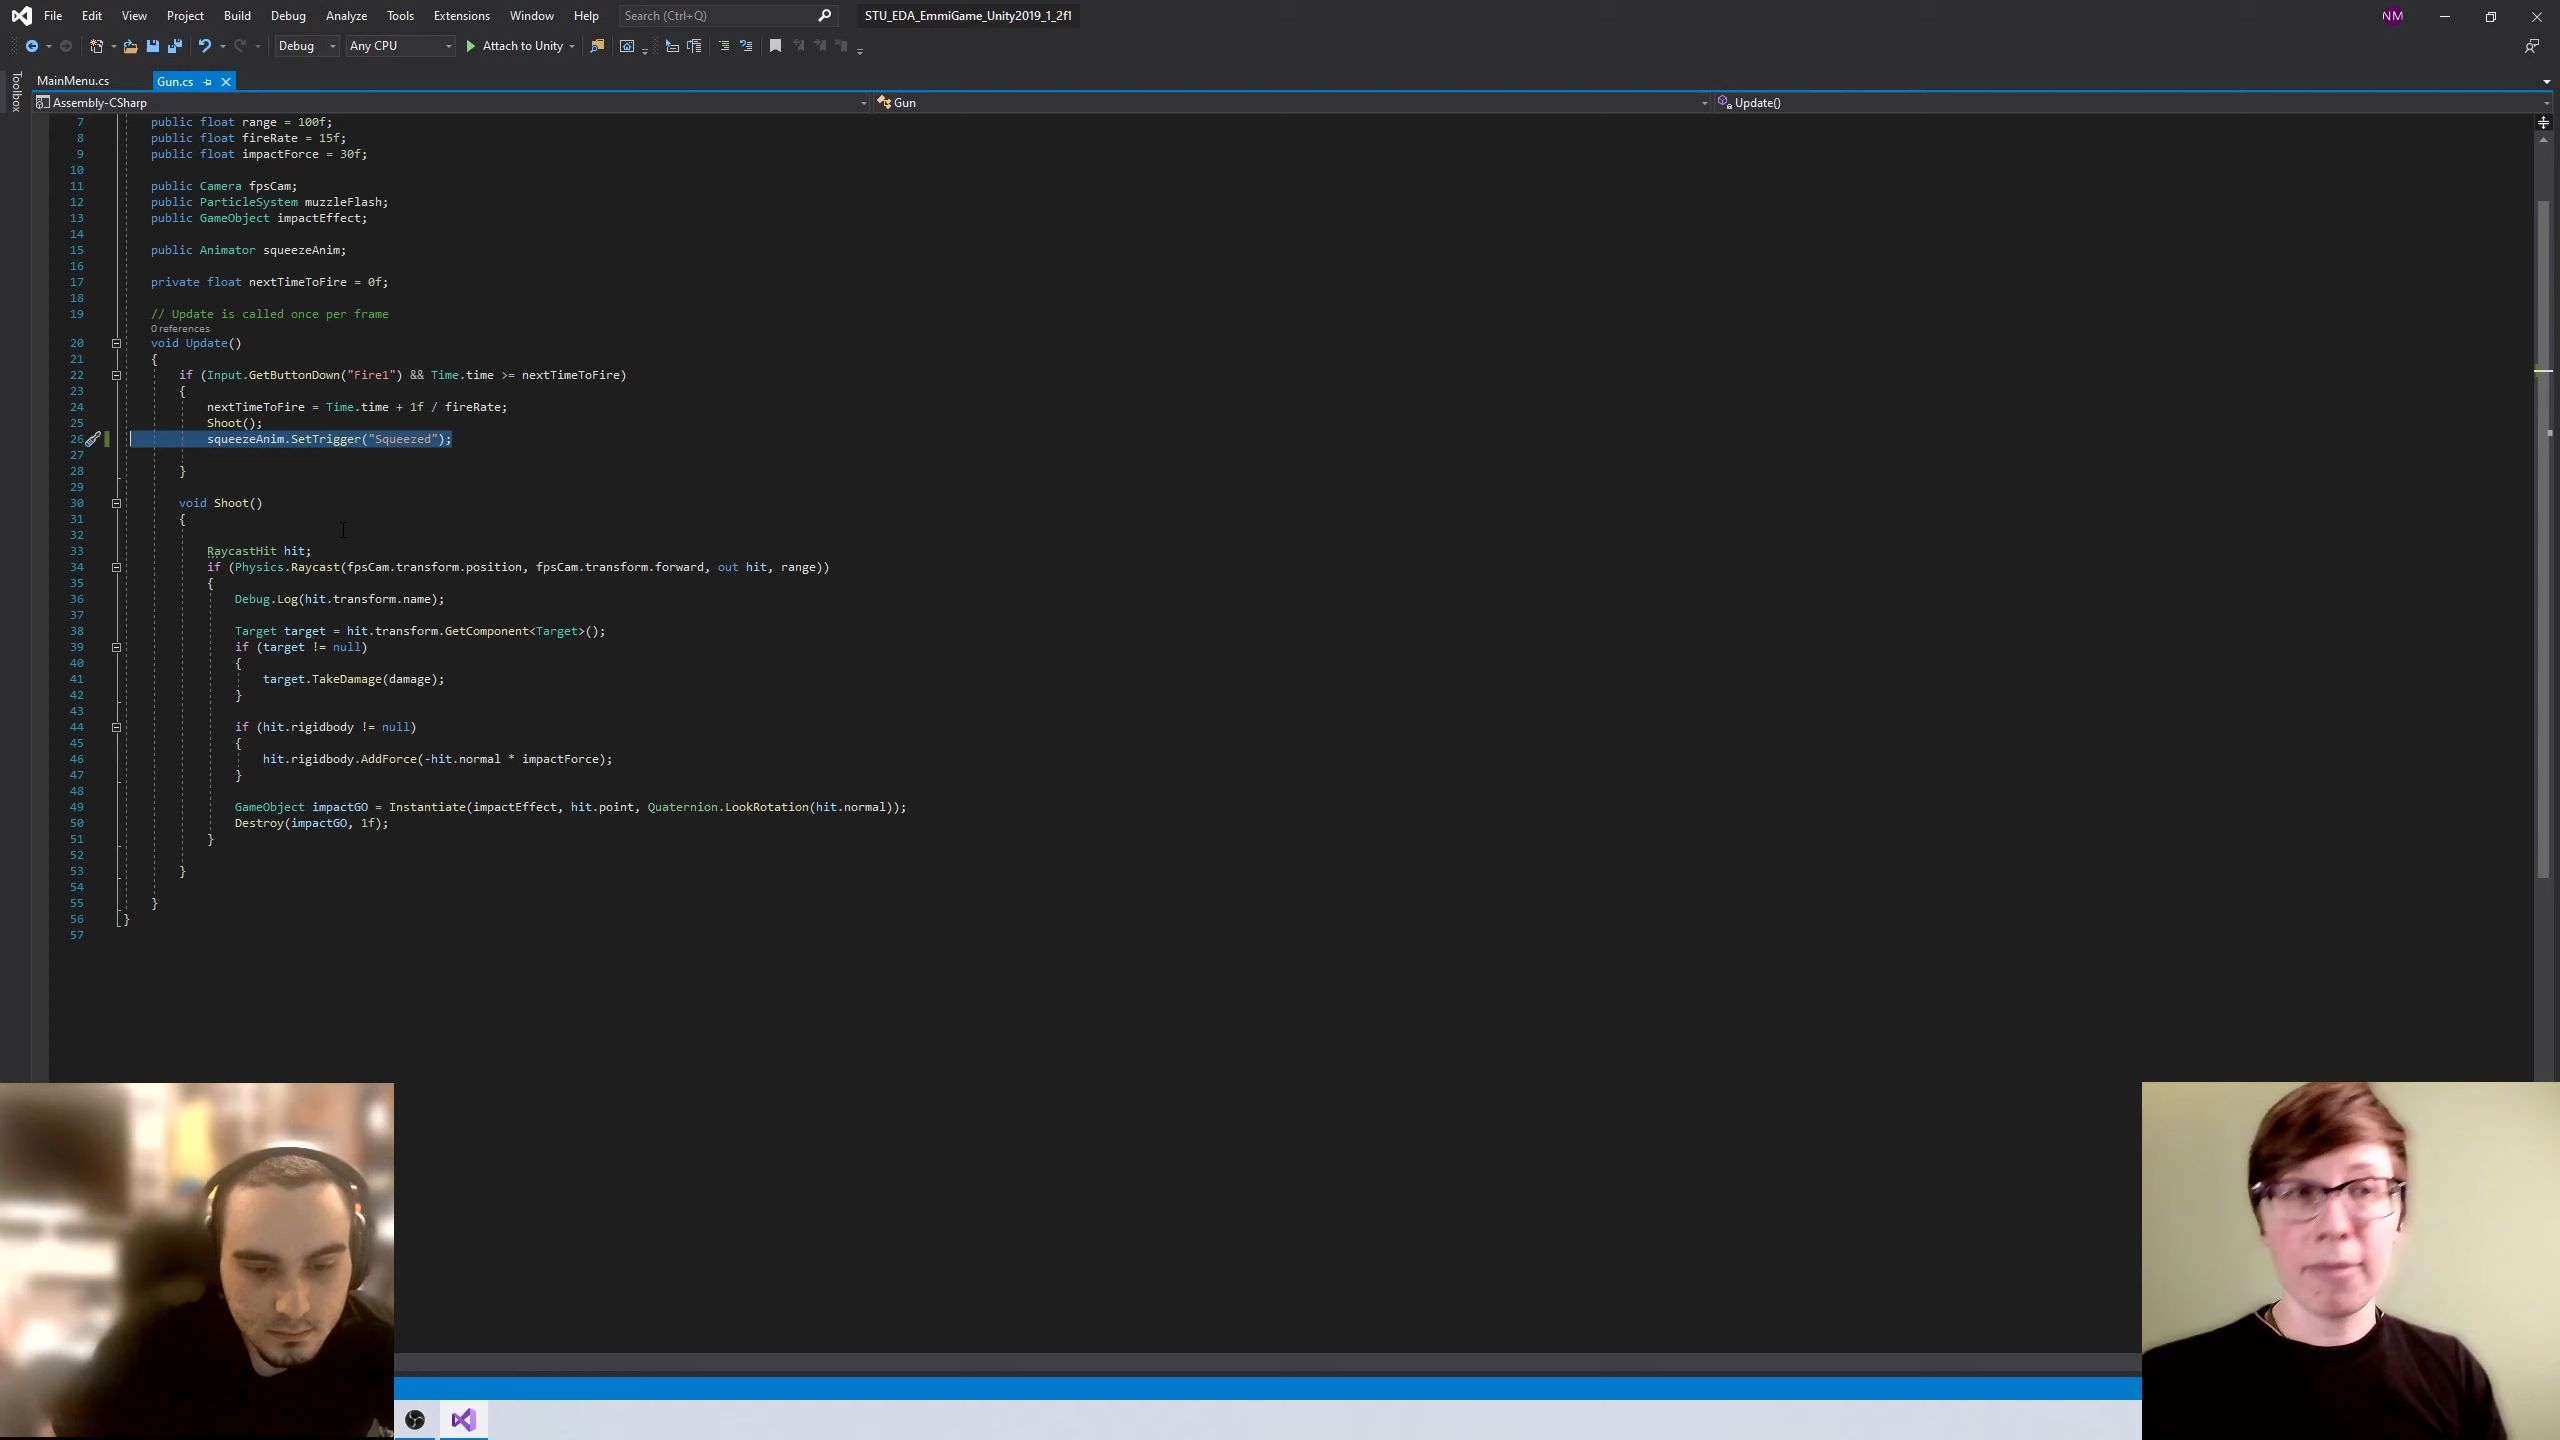 File Edit View Project Build Debug Analyze Tools Extensions Window Help Search (Ctrl+Q) STU_EDA_EmmiGame_Unity2019_1_2f1 NM
Debug Any CPU Attach to Unity
Toolbox
MainMenu.cs Gun.cs
Assembly-CSharp Gun Update()
7 public float range = 100f;
8 public float fireRate = 15f;
9 public float impactForce = 30f;
10
11 public Camera fpsCam;
12 public ParticleSystem muzzleFlash;
13 public GameObject impactEffect;
14
15 public Animator squeezeAnim;
16
17 private float nextTimeToFire = 0f;
18
19 // Update is called once per frame
0 references
20 void Update()
21 {
22 if (Input.GetButtonDown("Fire1") && Time.time >= nextTimeToFire)
23 {
24 nextTimeToFire = Time.time + 1f / fireRate;
25 Shoot();
26 squeezeAnim.SetTrigger("Squeezed");
27
28 }
29
30 void Shoot()
31 {
32
33 RaycastHit hit;
34 if (Physics.Raycast(fpsCam.transform.position, fpsCam.transform.forward, out hit, range))
35 {
36 Debug.Log(hit.transform.name);
37
38 Target target = hit.transform.GetComponent<Target>();
39 if (target != null)
40 {
41 target.TakeDamage(damage);
42 }
43
44 if (hit.rigidbody != null)
45 {
46 hit.rigidbody.AddForce(-hit.normal * impactForce);
47 }
48
49 GameObject impactGO = Instantiate(impactEffect, hit.point, Quaternion.LookRotation(hit.normal));
50 Destroy(impactGO, 1f);
51 }
52
53 }
54
55 }
56 }
57